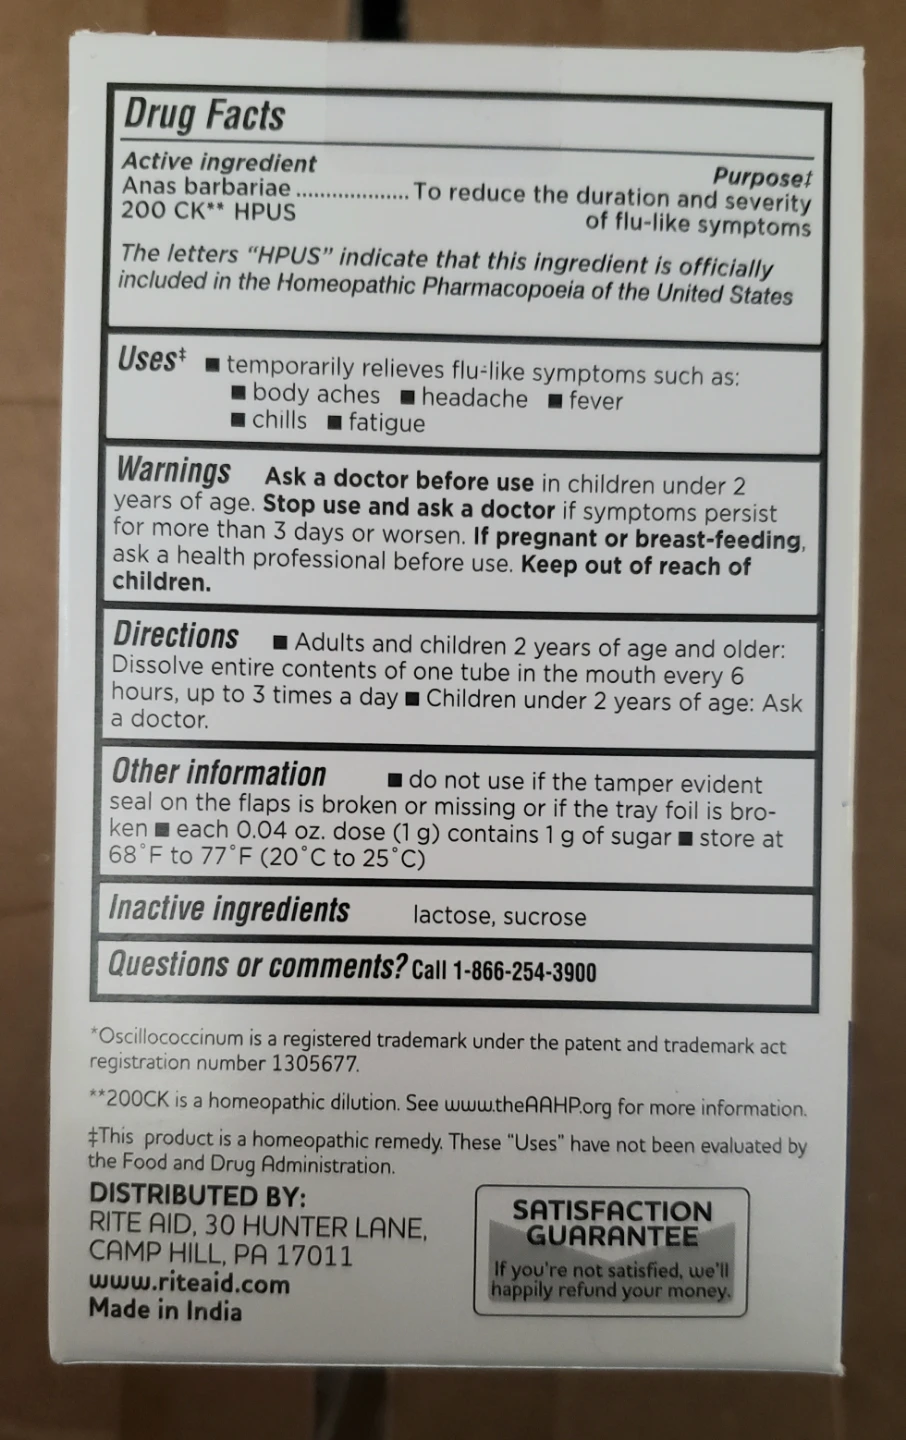 Drug Facts
Active ingredient
Purpose‡
Anas barbariae ................... To reduce the duration and severity
200 CK** HPUS of flu-like symptoms
The letters "HPUS" indicate that this ingredient is officially
included in the Homeopathic Pharmacopoeia of the United States
Uses‡ ■ temporarily relieves flu-like symptoms such as:
■ body aches ■ headache ■ fever
■ chills ■ fatigue
Warnings Ask a doctor before use in children under 2
years of age. Stop use and ask a doctor if symptoms persist
for more than 3 days or worsen. If pregnant or breast-feeding,
ask a health professional before use. Keep out of reach of
children.
Directions ■ Adults and children 2 years of age and older:
Dissolve entire contents of one tube in the mouth every 6
hours, up to 3 times a day ■ Children under 2 years of age: Ask
a doctor.
Other information ■ do not use if the tamper evident
seal on the flaps is broken or missing or if the tray foil is bro-
ken ■ each 0.04 oz. dose (1 g) contains 1 g of sugar ■ store at
68°F to 77°F (20°C to 25°C)
Inactive ingredients lactose, sucrose
Questions or comments? Call 1-866-254-3900
*Oscillococcinum is a registered trademark under the patent and trademark act
registration number 1305677.
**200CK is a homeopathic dilution. See www.theAAHP.org for more information.
‡This product is a homeopathic remedy. These "Uses" have not been evaluated by
the Food and Drug Administration.
DISTRIBUTED BY:
RITE AID, 30 HUNTER LANE,
CAMP HILL, PA 17011
www.riteaid.com
Made in India
SATISFACTION
GUARANTEE
If you're not satisfied, we'll
happily refund your money.